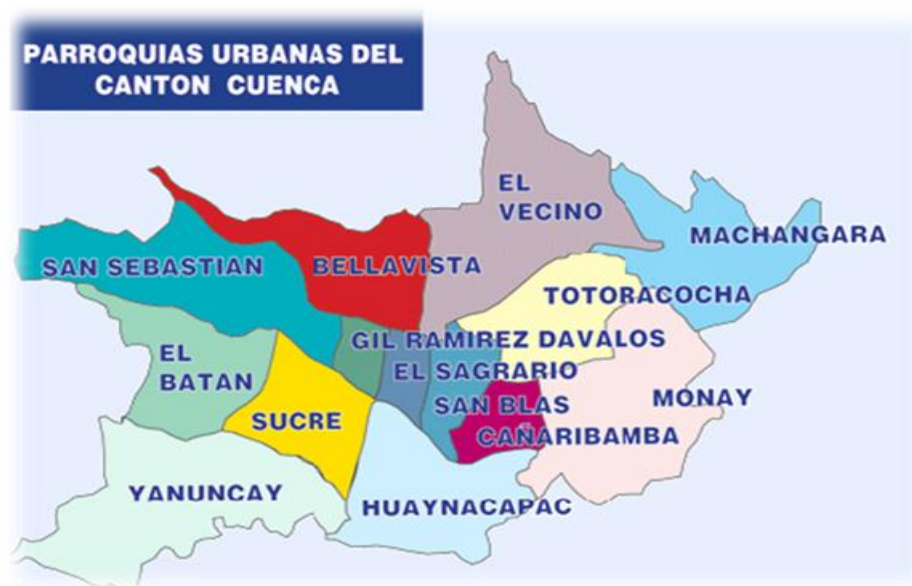 PARROQUIAS URBANAS DEL
CANTON CUENCA
EL
VECINO
MACHANGARA
SAN SEBASTIAN
BELLAVISTA
TOTORACOCHA
GIL RAMIREZ DAVALOS
EL
BATAN
EL SAGRARIO
MONAY
SAN BLAS
SUCRE
CAÑARIBAMBA
YANUNCAY
HUAYNACAPAC